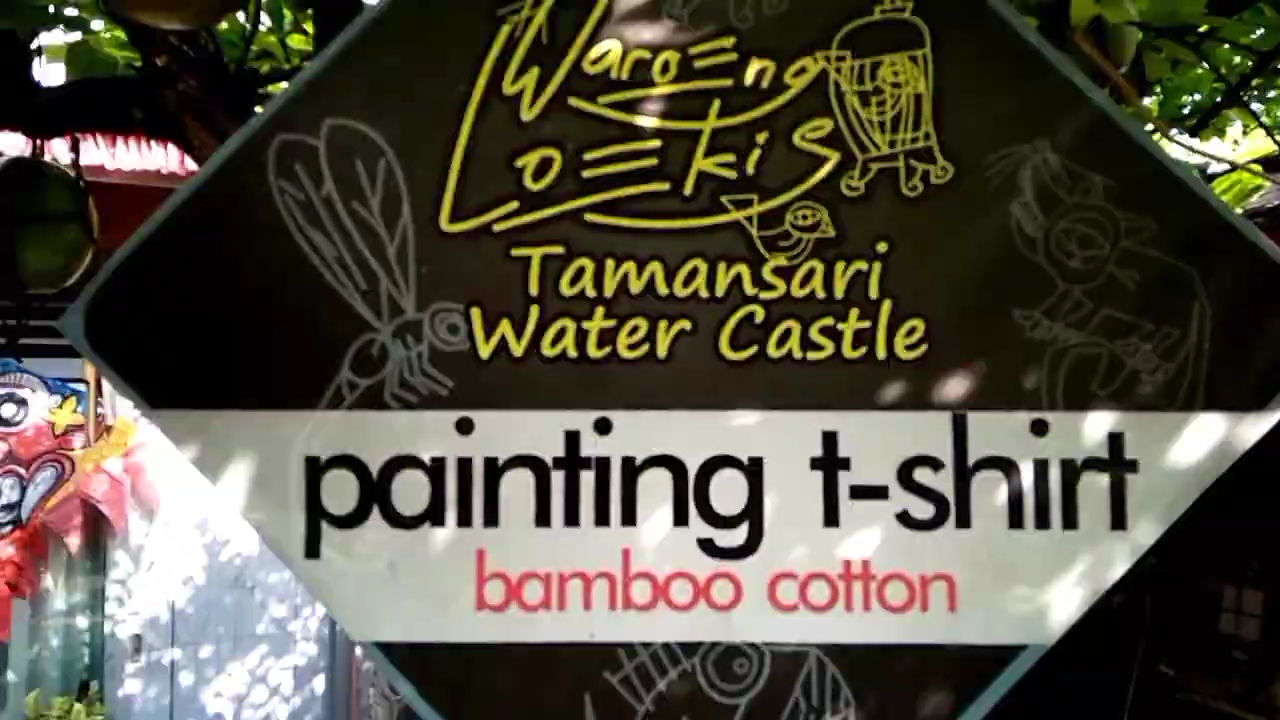 Waroeng
Loekis
Tamansari
Water Castle
painting t-shirt
bamboo cotton